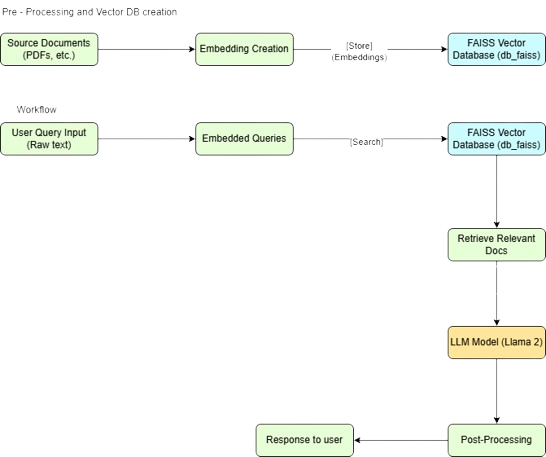 Pre - Processing and Vector DB creation
Source Documents
(PDFs, etc.)
Embedding Creation
[Store]
(Embeddings)
FAISS Vector
Database (db_faiss)
Workflow
User Query Input
(Raw text)
Embedded Queries
[Search]
FAISS Vector
Database (db_faiss)
Retrieve Relevant
Docs
LLM Model (Llama 2)
Post-Processing
Response to user